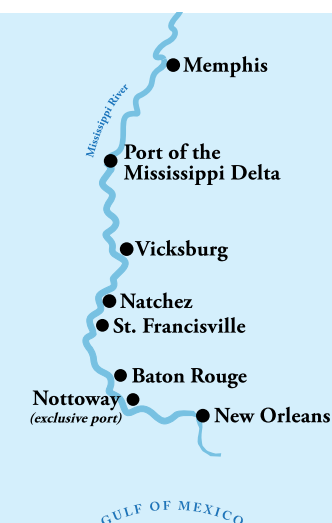 Memphis
Mississippi River
Port of the
Mississippi Delta
Vicksburg
Natchez
St. Francisville
Baton Rouge
Nottoway
(exclusive port)
New Orleans
GULF OF MEXICO